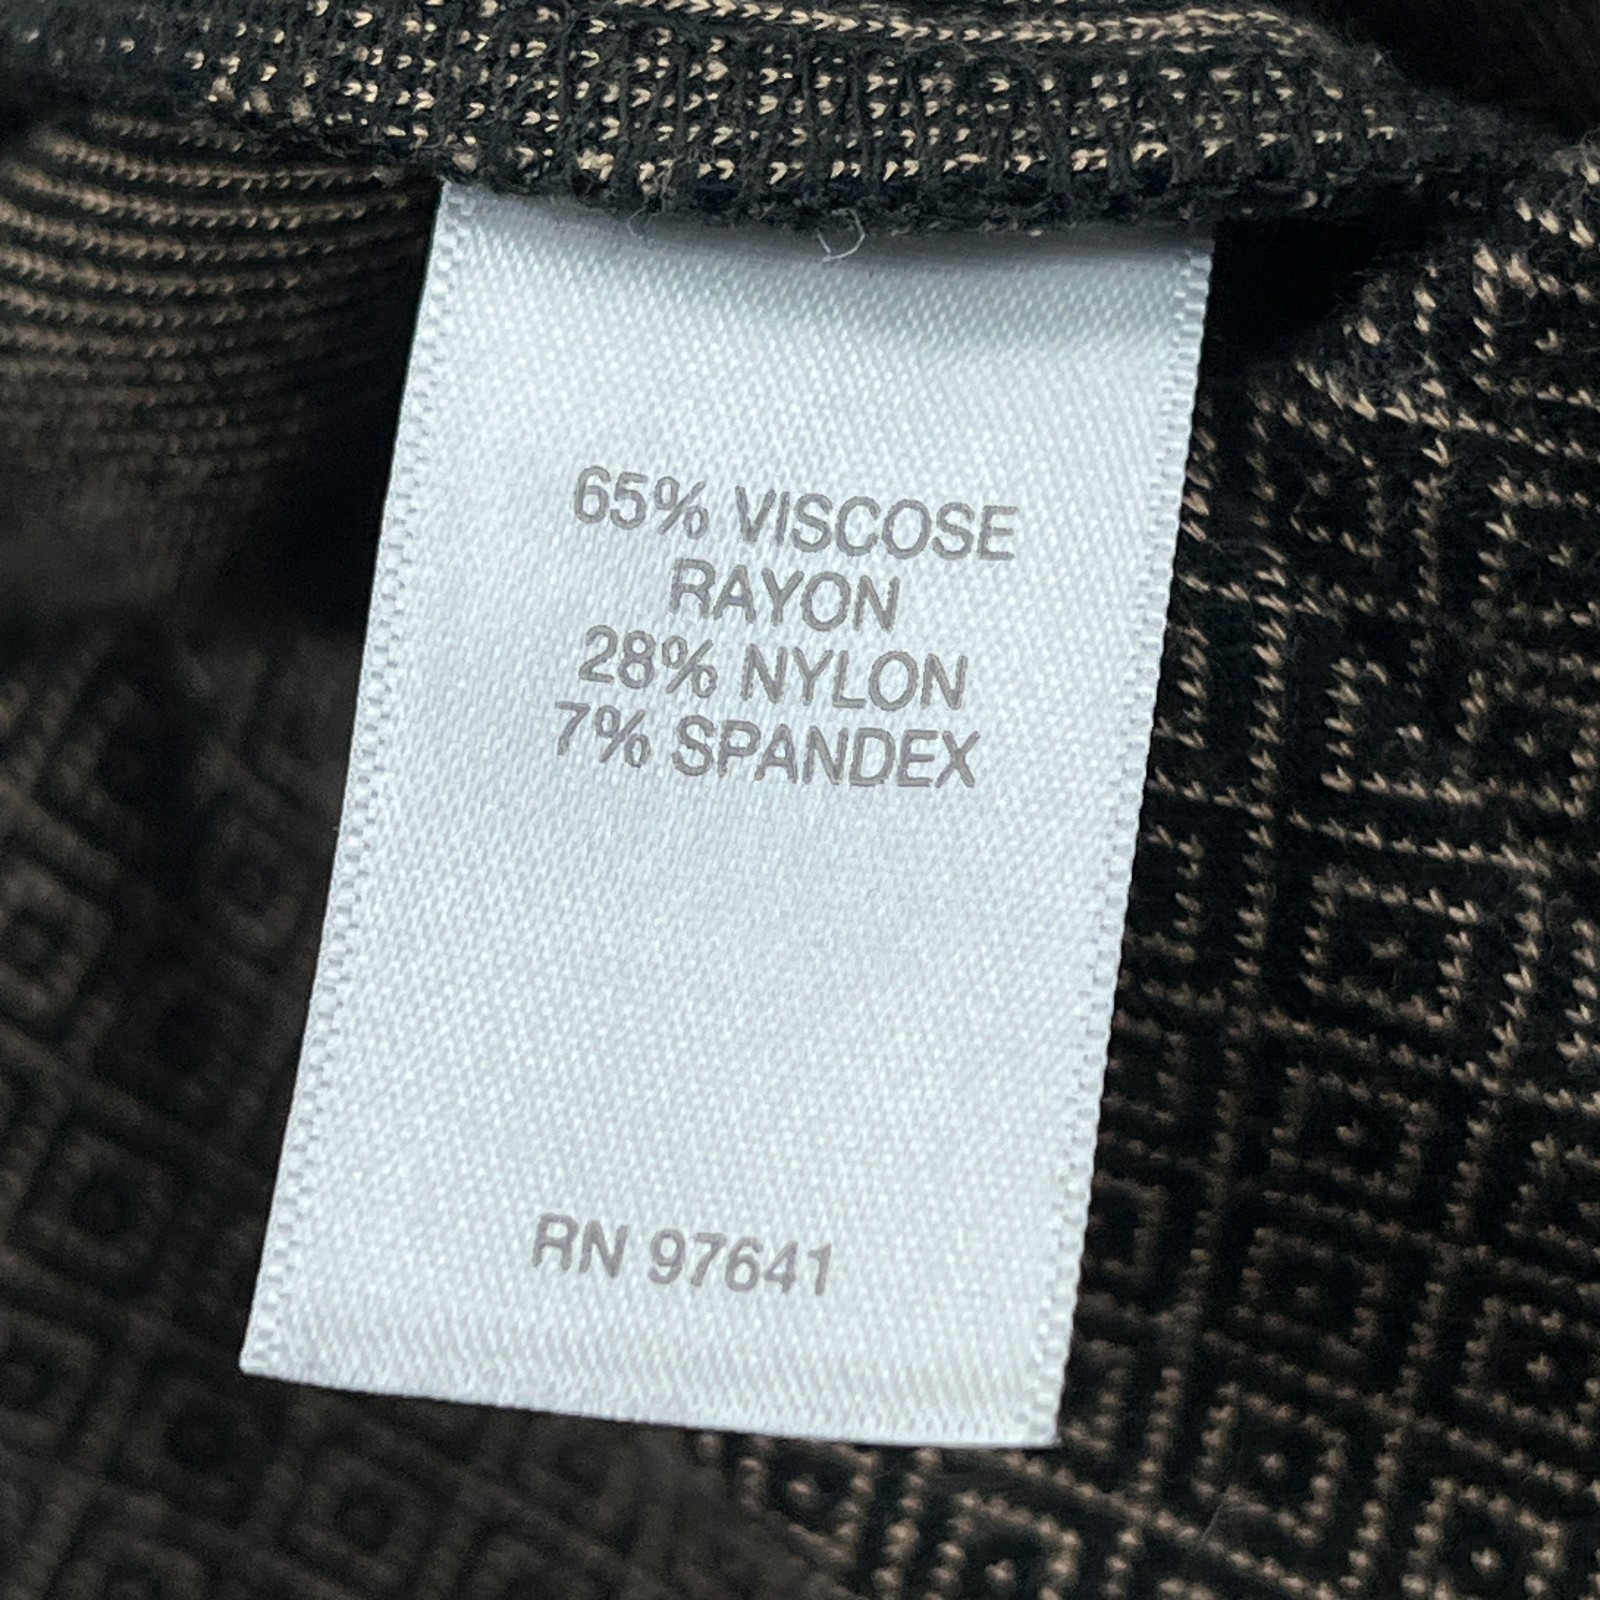 65% VISCOSE
RAYON
28% NYLON
7% SPANDEX
RN 97641